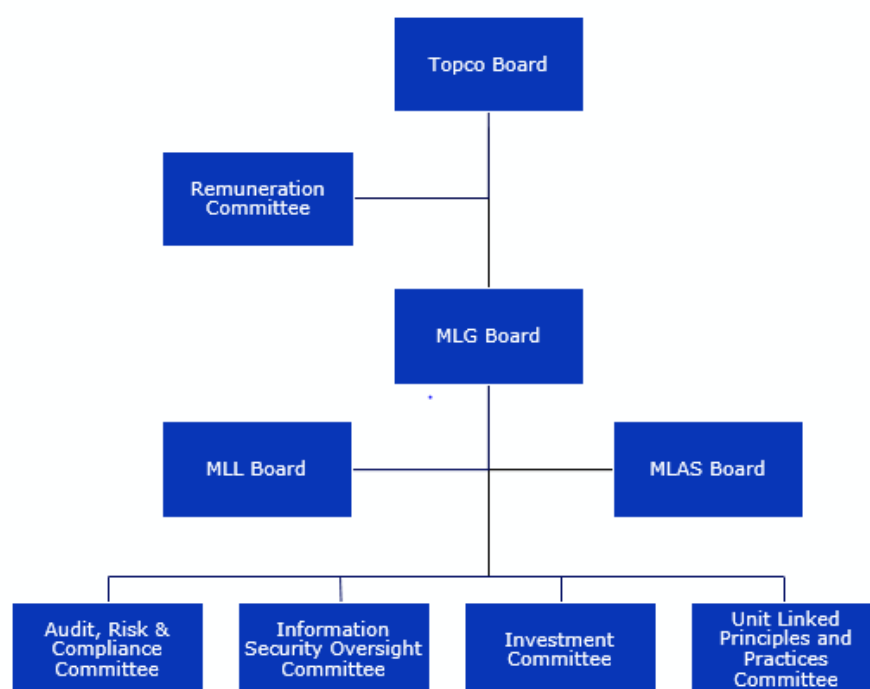 Topco Board
Remuneration
Committee
MLG Board
MLL Board
MLAS Board
Audit, Risk &
Compliance
Committee
Information
Security Oversight
Committee
Investment
Committee
Unit Linked
Principles and
Practices
Committee